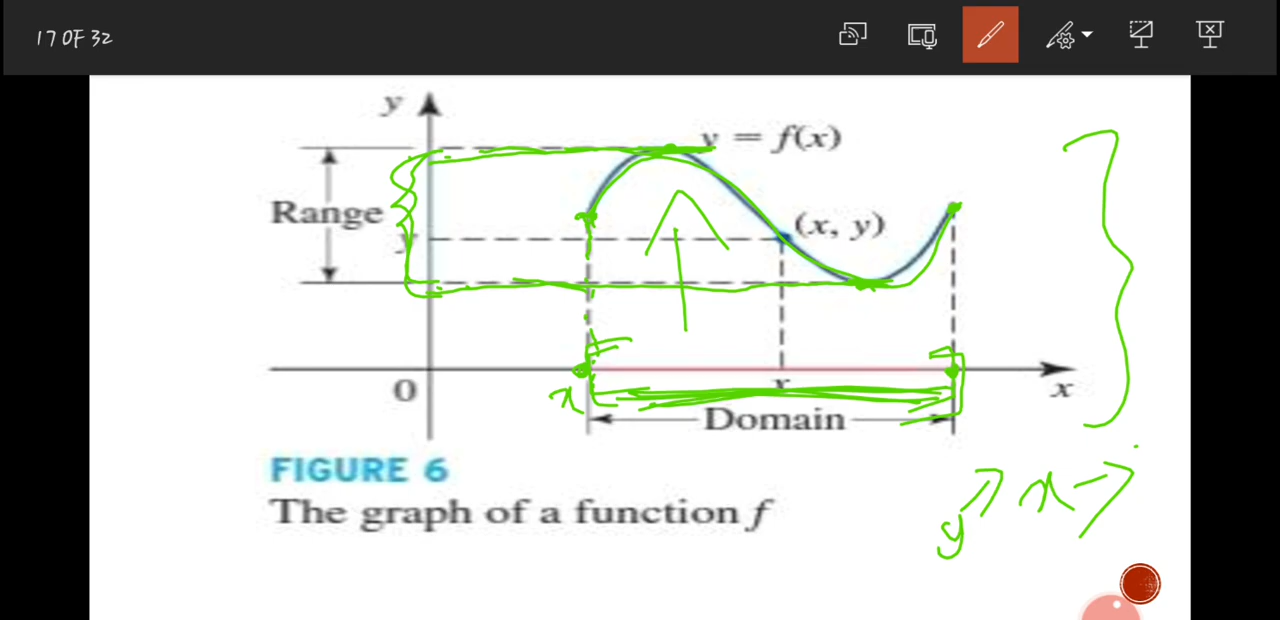 17 OF 32
y
y = f(x)
Range
(x, y)
y
0
x
x
x
Domain
FIGURE 6
The graph of a function f
y
x